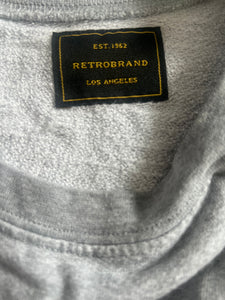 EST. 1962
RETROBRAND
LOS ANGELES